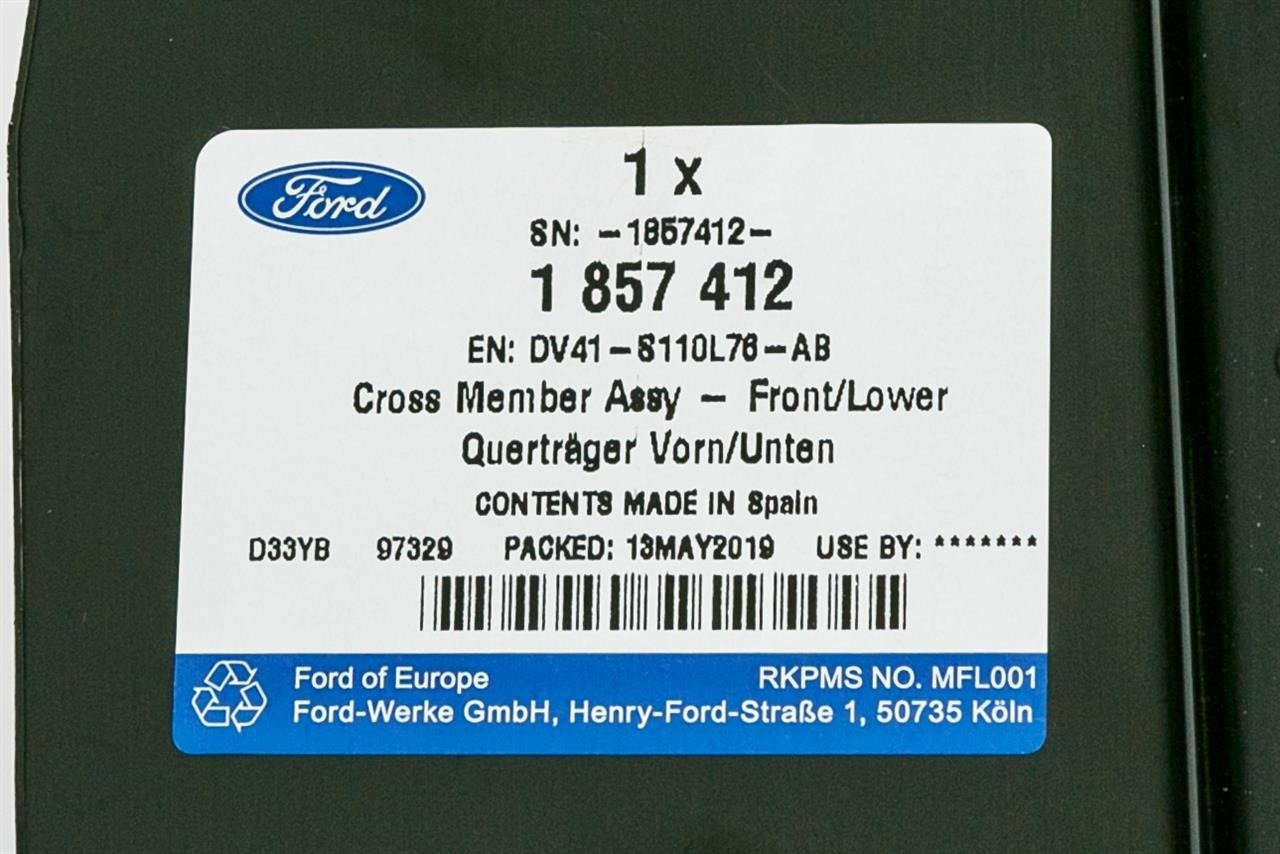 Ford
1 x
SN: -1857412-
1 857 412
EN: DV41-S110L76-AB
Cross Member Assy - Front/Lower
Querträger Vorn/Unten
CONTENTS MADE IN Spain
D33YB 97329 PACKED: 13MAY2019 USE BY: *******
Ford of Europe RKPMS NO. MFL001
Ford-Werke GmbH, Henry-Ford-Straße 1, 50735 Köln